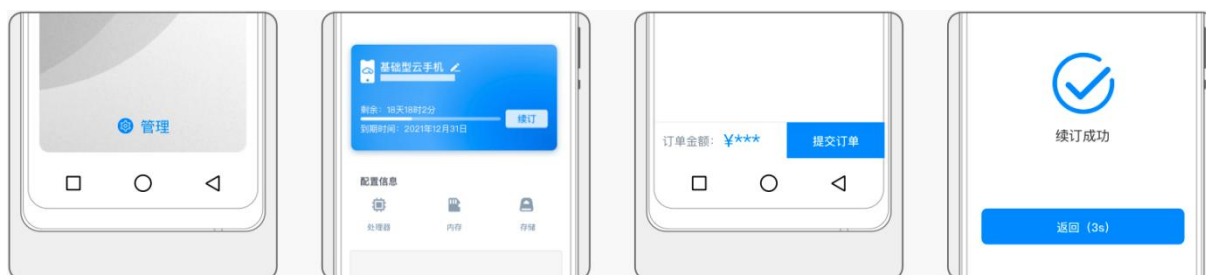 管理
基础型云手机
剩余：18天18时2分
续订
到期时间：2021年12月31日
配置信息
处理器
内存
存储
订单金额：¥***
提交订单
续订成功
返回（3s）